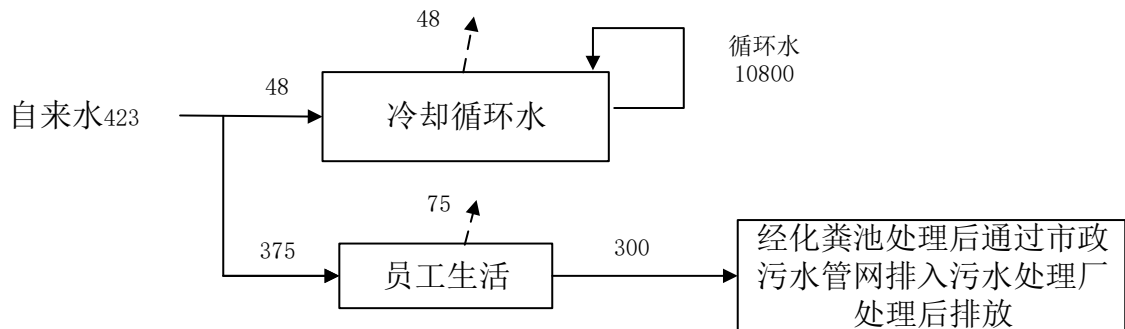 48
循环水
10800
48
自来水423
冷却循环水
75
375
员工生活
300
经化粪池处理后通过市政
污水管网排入污水处理厂
处理后排放